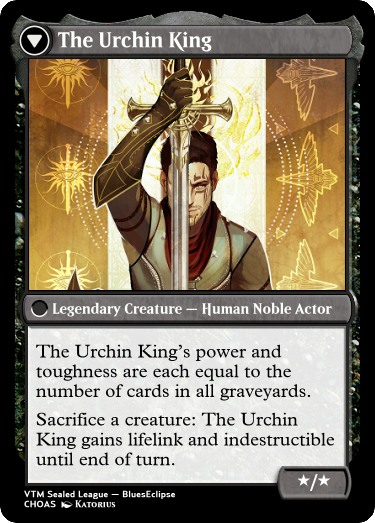 The Urchin King
Legendary Creature — Human Noble Actor
The Urchin King's power and
toughness are each equal to the
number of cards in all graveyards.
Sacrifice a creature: The Urchin
King gains lifelink and indestructible
until end of turn.
★/★
VTM Sealed League — BluesEclipse
CHOAS Katorius